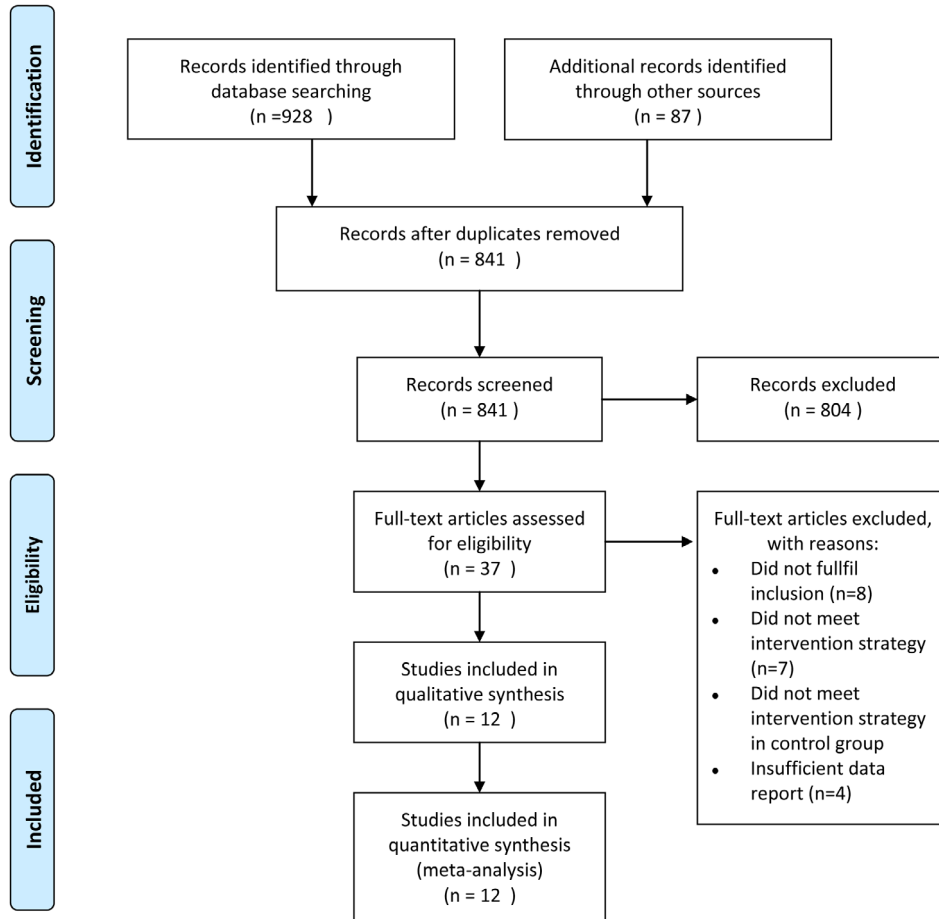 Identification
Records identified through
database searching
(n =928   )
Additional records identified
through other sources
(n = 87   )
Records after duplicates removed
(n = 841   )
Screening
Records screened
(n = 841  )
Records excluded
(n = 804  )
Eligibility
Full-text articles assessed
for eligibility
(n = 37   )
Full-text articles excluded,
with reasons:
• Did not fullfil
inclusion (n=8)
• Did not meet
intervention strategy
(n=7)
• Did not meet
intervention strategy
in control group
• Insufficient data
report (n=4)
Studies included in
qualitative synthesis
(n = 12   )
Included
Studies included in
quantitative synthesis
(meta-analysis)
(n = 12   )